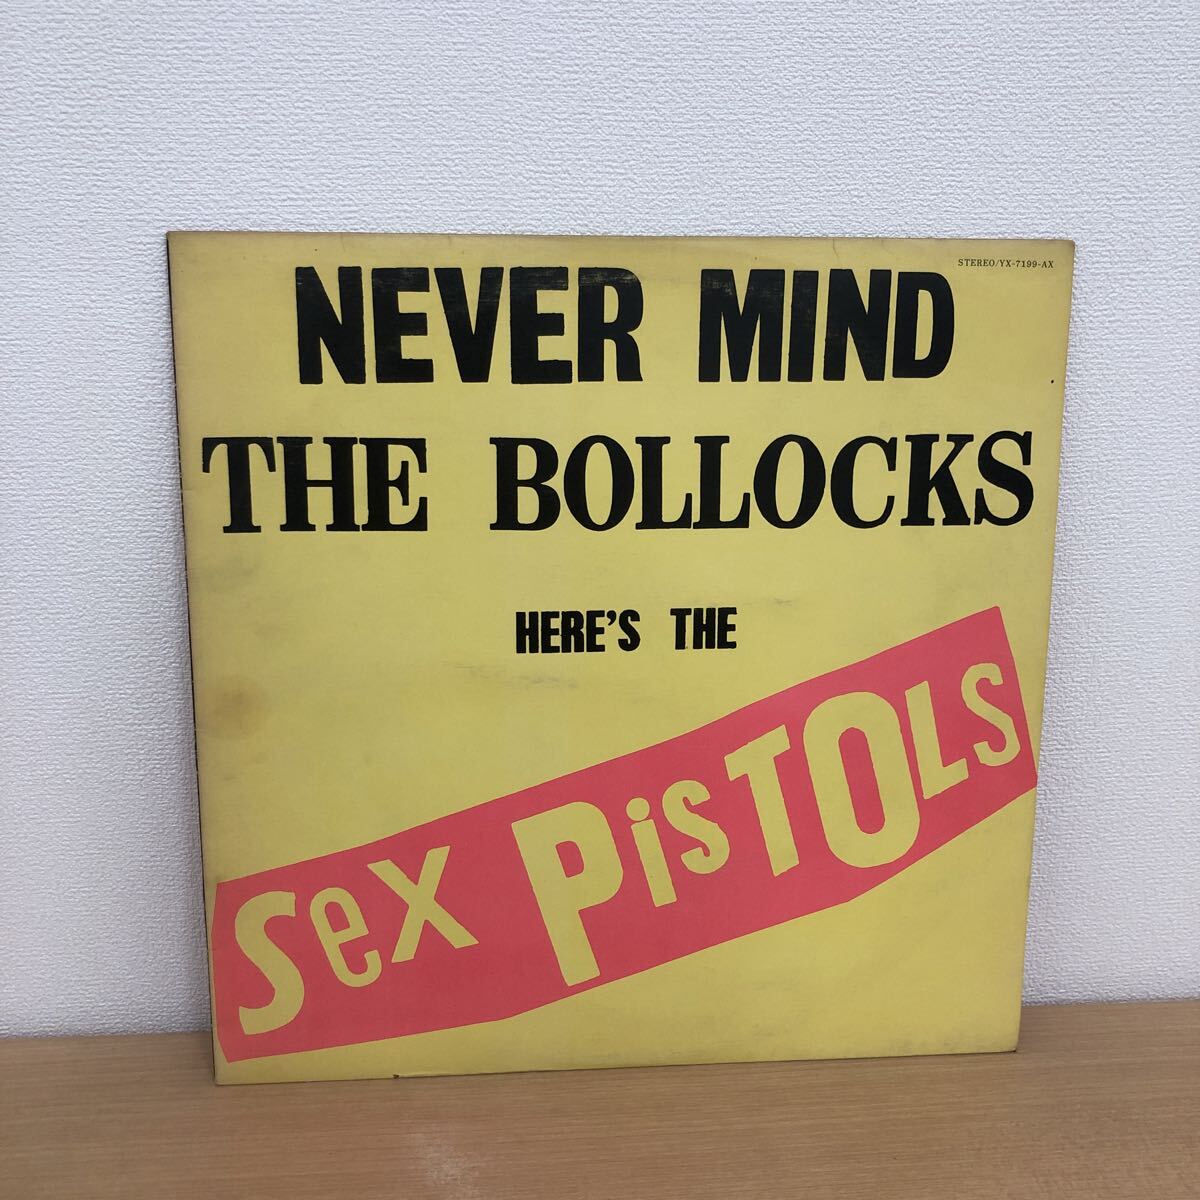 STEREO/YX-7199-AX
NEVER MIND
THE BOLLOCKS
HERE'S THE
Sex PisTOLS